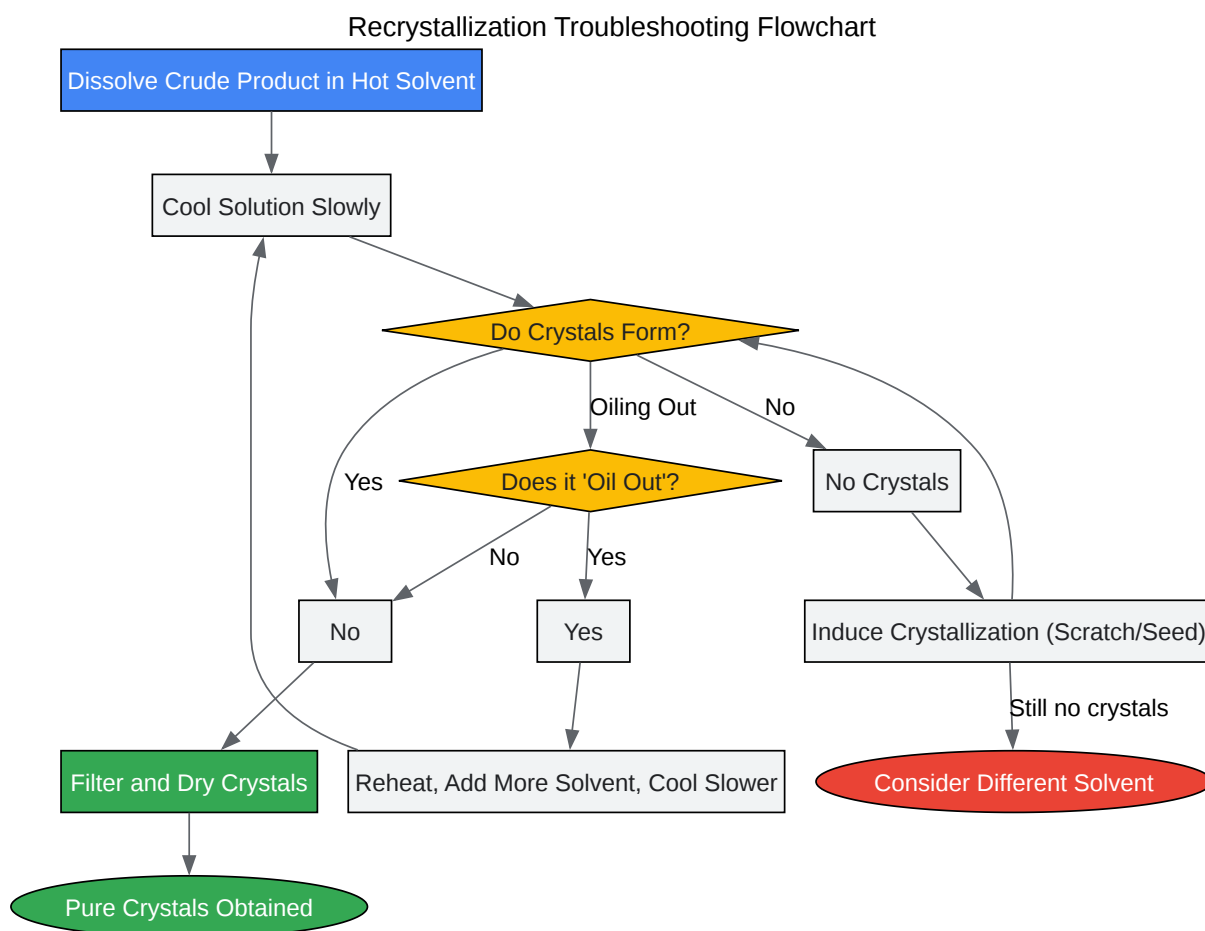 Recrystallization Troubleshooting Flowchart
Dissolve Crude Product in Hot Solvent
Cool Solution Slowly
Do Crystals Form?
Oiling Out
No
Yes
Does it 'Oil Out'?
No Crystals
No
Yes
No
Yes
Induce Crystallization (Scratch/Seed)
Still no crystals
Filter and Dry Crystals
Reheat, Add More Solvent, Cool Slower
Consider Different Solvent
Pure Crystals Obtained